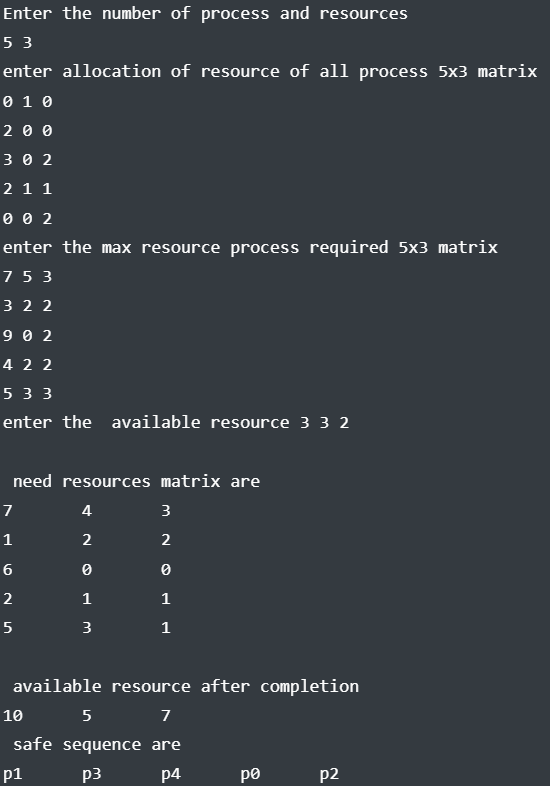 Enter the number of process and resources
5 3
enter allocation of resource of all process 5x3 matrix
0 1 0
2 0 0
3 0 2
2 1 1
0 0 2
enter the max resource process required 5x3 matrix
7 5 3
3 2 2
9 0 2
4 2 2
5 3 3
enter the  available resource 3 3 2
need resources matrix are
7 4 3
1 2 2
6 0 0
2 1 1
5 3 1
available resource after completion
10 5 7
safe sequence are
p1 p3 p4 p0 p2